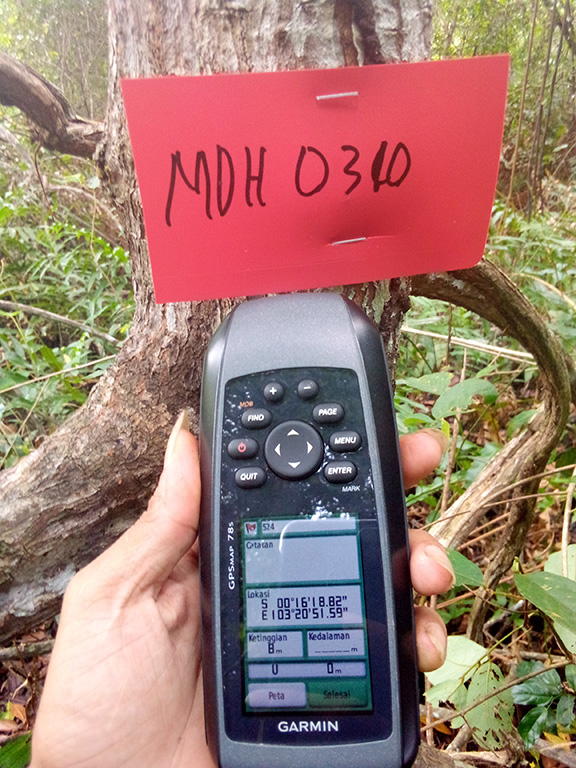 MDH 0310
MOB
FIND
PAGE
MENU
QUIT
ENTER
MARK
GPSMAP 78s
524
Catatan
Lokasi
S 00°16'18.82"
E103°20'51.59"
Ketinggian
Kedalaman
8m
_____m
U
0m
Peta
Selesai
GARMIN